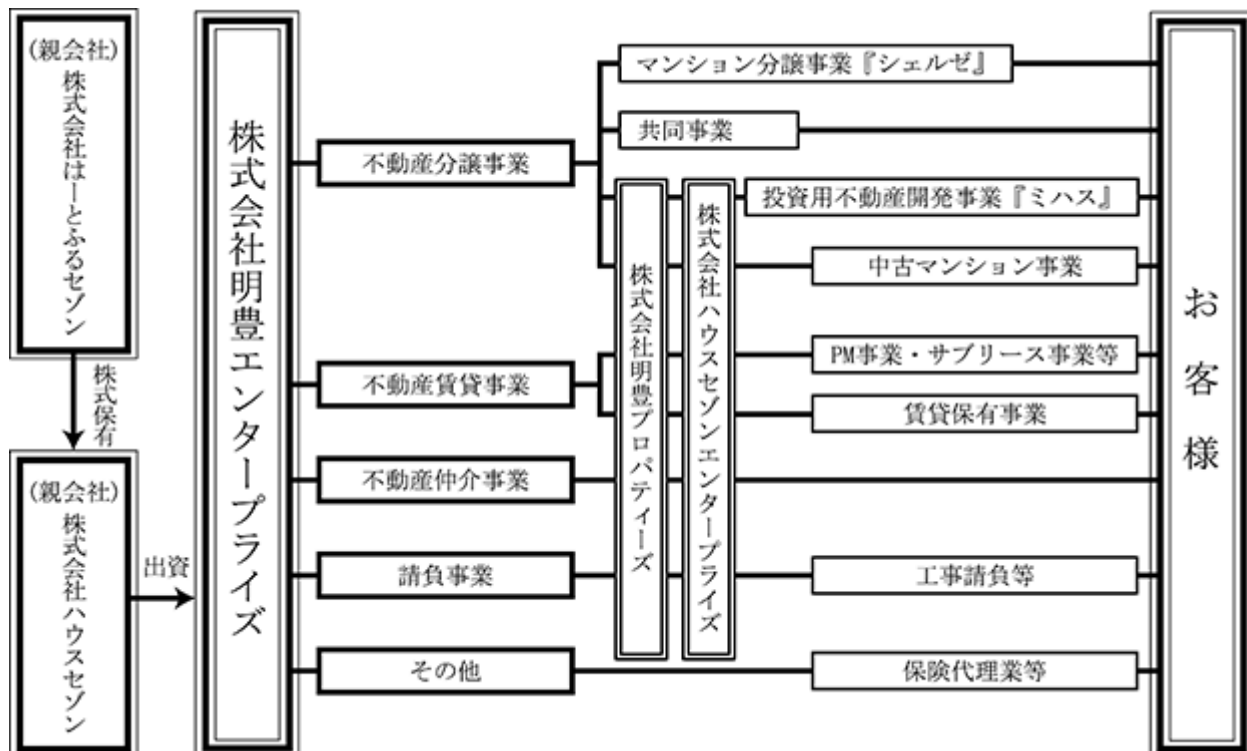 (親会社)
株式会社はーとふるセゾン
株式保有
(親会社)
株式会社ハウスセゾン
出資
株式会社明豊エンタープライズ
不動産分譲事業
不動産賃貸事業
不動産仲介事業
請負事業
その他
株式会社明豊プロパティーズ
株式会社ハウスセゾンエンタープライズ
マンション分譲事業『シェルゼ』
共同事業
投資用不動産開発事業『ミハス』
中古マンション事業
PM事業・サブリース事業等
賃貸保有事業
工事請負等
保険代理業等
お客様